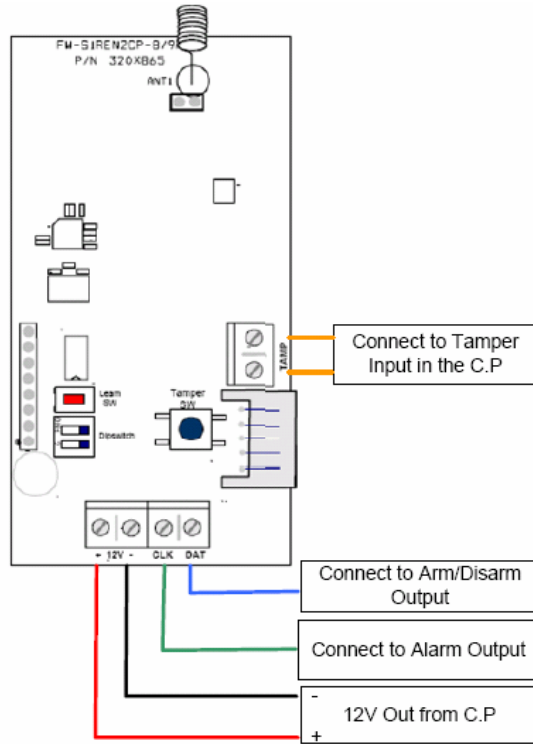 FM-SIREN2CP-8/9
P/N 320X865
ANT1
TAMP
Connect to Tamper
Input in the C.P
Learn
SW
Tamper
SW
Dipswitch
+ 12V -
CLK
DAT
Connect to Arm/Disarm
Output
Connect to Alarm Output
-
12V Out from C.P
+